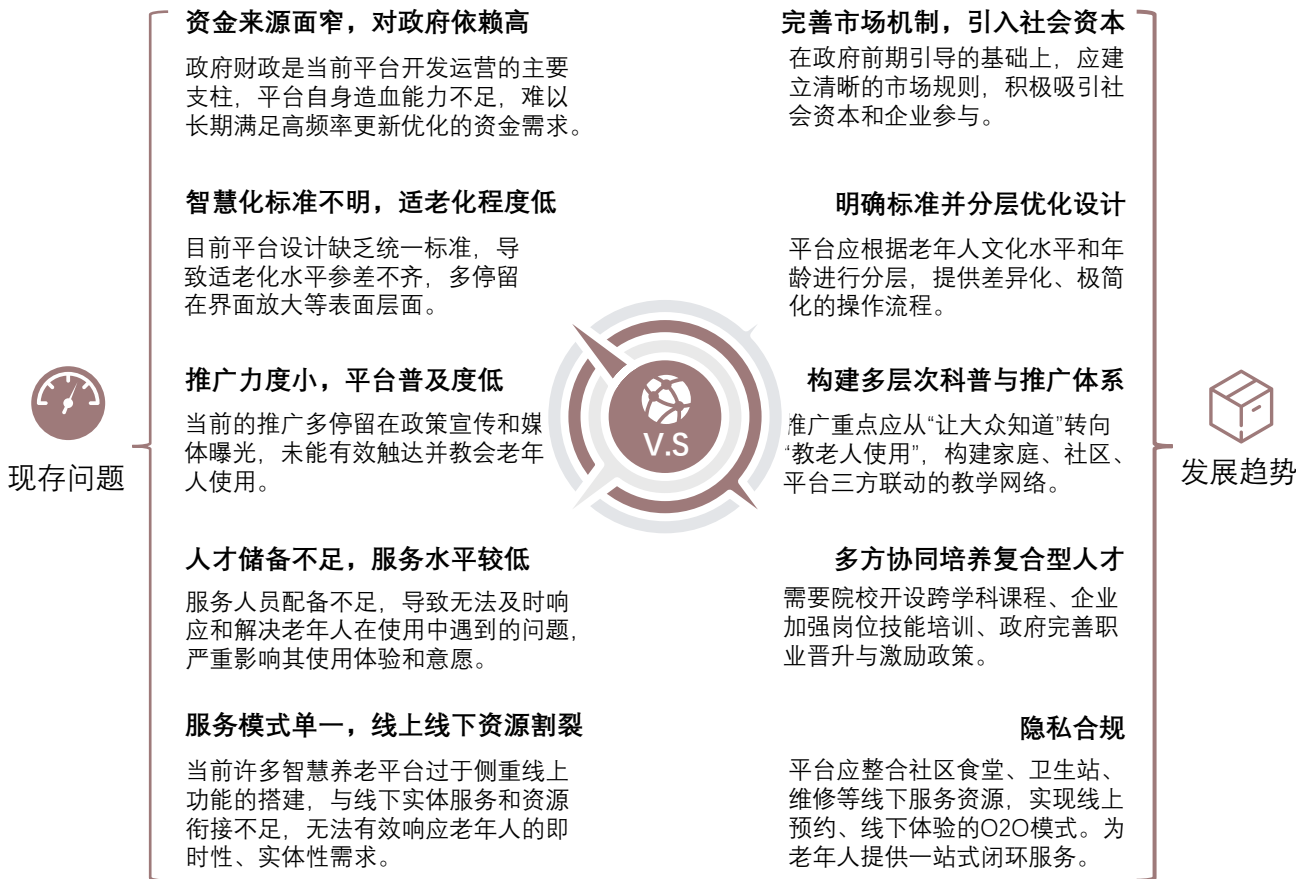 现存问题
资金来源面窄，对政府依赖高
政府财政是当前平台开发运营的主要
支柱，平台自身造血能力不足，难以
长期满足高频率更新优化的资金需求。
智慧化标准不明，适老化程度低
目前平台设计缺乏统一标准，导
致适老化水平参差不齐，多停留
在界面放大等表面层面。
推广力度小，平台普及度低
当前的推广多停留在政策宣传和媒
体曝光，未能有效触达并教会老年
人使用。
人才储备不足，服务水平较低
服务人员配备不足，导致无法及时响
应和解决老年人在使用中遇到的问题，
严重影响其使用体验和意愿。
服务模式单一，线上线下资源割裂
当前许多智慧养老平台过于侧重线上
功能的搭建，与线下实体服务和资源
衔接不足，无法有效响应老年人的即
时性、实体性需求。
V.S
完善市场机制，引入社会资本
在政府前期引导的基础上，应建
立清晰的市场规则，积极吸引社
会资本和企业参与。
明确标准并分层优化设计
平台应根据老年人文化水平和年
龄进行分层，提供差异化、极简
化的操作流程。
构建多层次科普与推广体系
推广重点应从“让大众知道”转向
“教老人使用”，构建家庭、社区、
平台三方联动的教学网络。
多方协同培养复合型人才
需要院校开设跨学科课程、企业
加强岗位技能培训、政府完善职
业晋升与激励政策。
隐私合规
平台应整合社区食堂、卫生站、
维修等线下服务资源，实现线上
预约、线下体验的O2O模式。为
老年人提供一站式闭环服务。
发展趋势